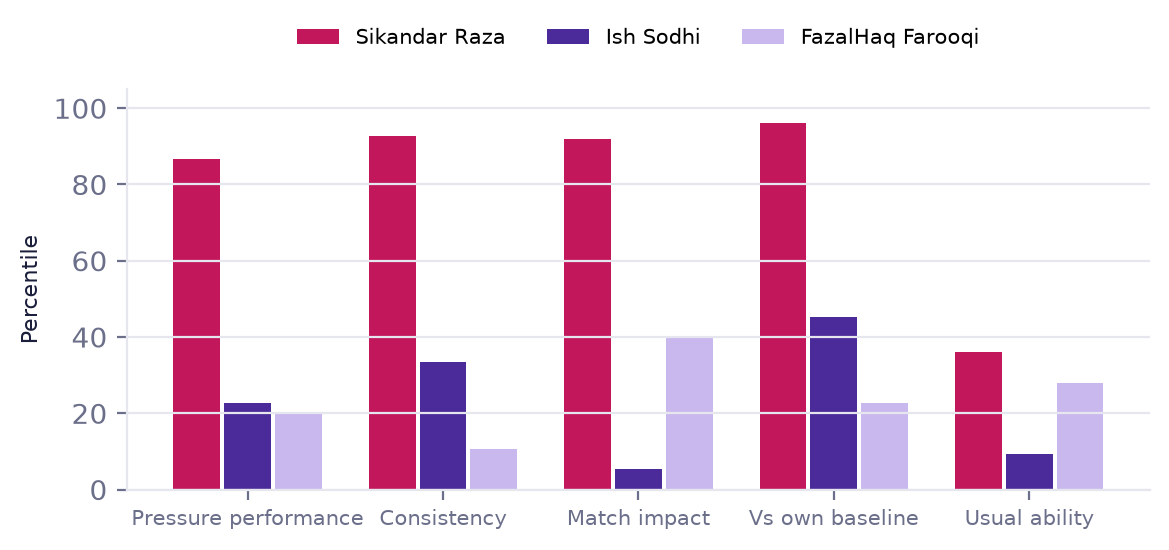 Sikandar Raza Ish Sodhi FazalHaq Farooqi
100
80
60
40
20
0
Percentile
Pressure performance Consistency Match impact Vs own baseline Usual ability